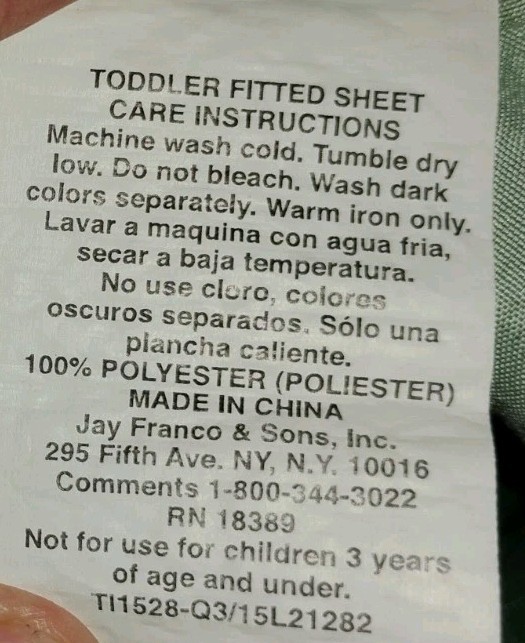 TODDLER FITTED SHEET
CARE INSTRUCTIONS
Machine wash cold. Tumble dry
low. Do not bleach. Wash dark
colors separately. Warm iron only.
Lavar a maquina con agua fria,
secar a baja temperatura.
No use cloro, colores
oscuros separados. Sólo una
plancha caliente.
100% POLYESTER (POLIESTER)
MADE IN CHINA
Jay Franco & Sons, Inc.
295 Fifth Ave. NY, N.Y. 10016
Comments 1-800-344-3022
RN 18389
Not for use for children 3 years
of age and under.
TI1528-Q3/15L21282